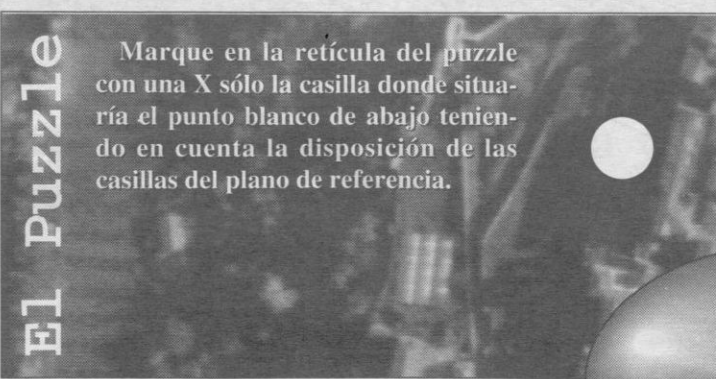 El Puzzle
Marque en la retícula del puzzle
con una X sólo la casilla donde situa-
ría el punto blanco de abajo tenien-
do en cuenta la disposición de las
casillas del plano de referencia.